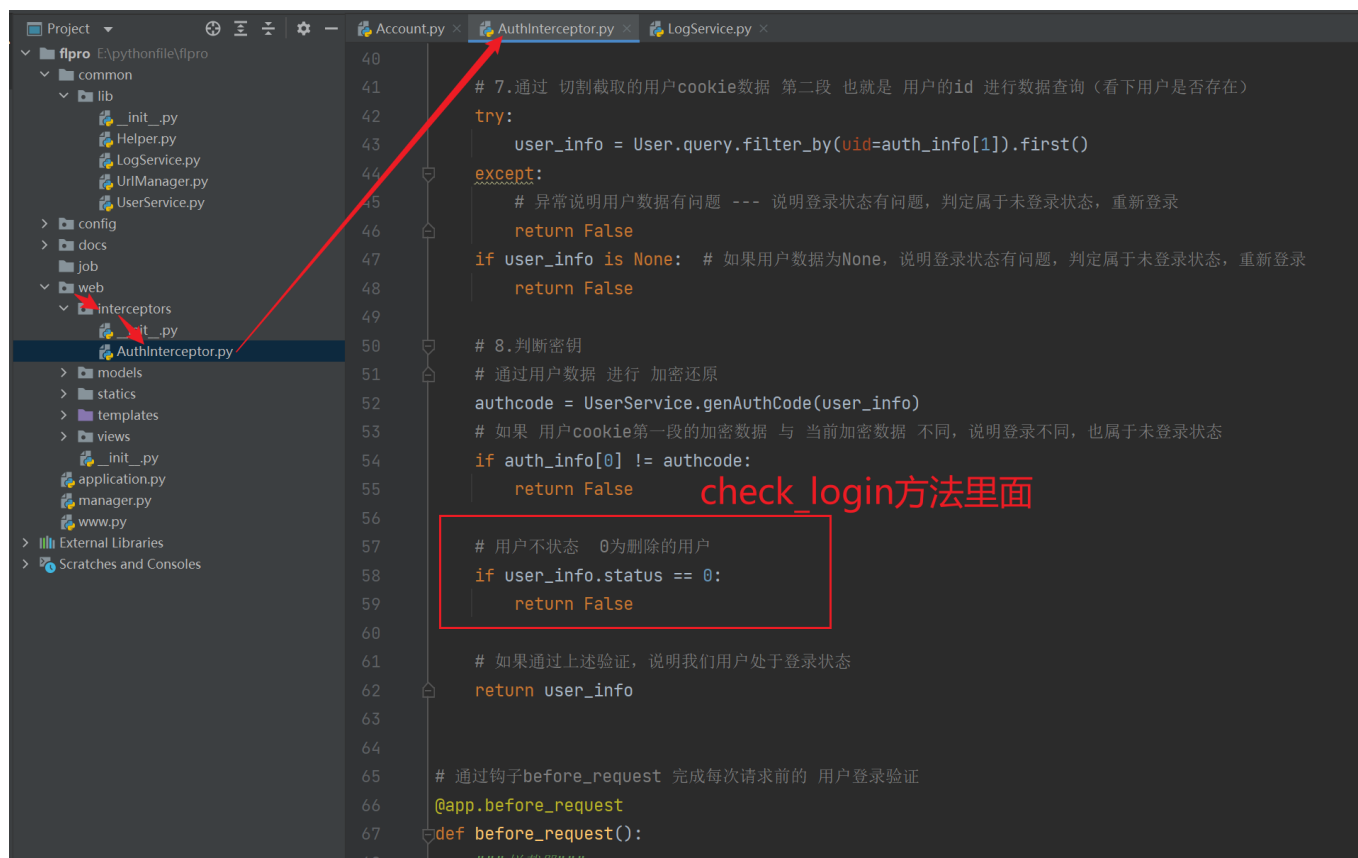 Project
Account.py
AuthInterceptor.py
LogService.py
flpro E:\pythonfile\flpro
common
lib
__init__.py
Helper.py
LogService.py
UrlManager.py
UserService.py
config
docs
job
web
interceptors
AuthInterceptor.py
models
statics
templates
views
__init__.py
application.py
manager.py
www.py
External Libraries
Scratches and Consoles
40
41 # 7.通过 切割截取的用户cookie数据 第二段 也就是 用户的id 进行数据查询（看下用户是否存在）
42 try:
43 user_info = User.query.filter_by(uid=auth_info[1]).first()
44 except:
45 # 异常说明用户数据有问题 --- 说明登录状态有问题，判定属于未登录状态，重新登录
46 return False
47 if user_info is None: # 如果用户数据为None，说明登录状态有问题，判定属于未登录状态，重新登录
48 return False
49
50 # 8.判断密钥
51 # 通过用户数据 进行 加密还原
52 authcode = UserService.genAuthCode(user_info)
53 # 如果 用户cookie第一段的加密数据 与 当前加密数据 不同，说明登录不同，也属于未登录状态
54 if auth_info[0] != authcode:
55 return False
check_login方法里面
56
57 # 用户不状态 0为删除的用户
58 if user_info.status == 0:
59 return False
60
61 # 如果通过上述验证，说明我们用户处于登录状态
62 return user_info
63
64
65 # 通过钩子before_request 完成每次请求前的 用户登录验证
66 @app.before_request
67 def before_request():